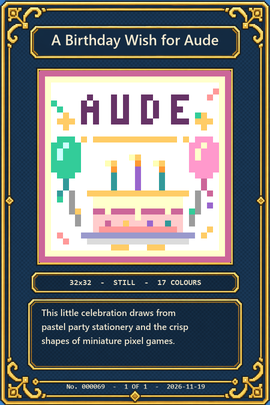 A Birthday Wish for Aude
AUDE
32x32 - STILL - 17 COLOURS
This little celebration draws from
pastel party stationery and the crisp
shapes of miniature pixel games.
No. 000069 - 1 OF 1 - 2026-11-19